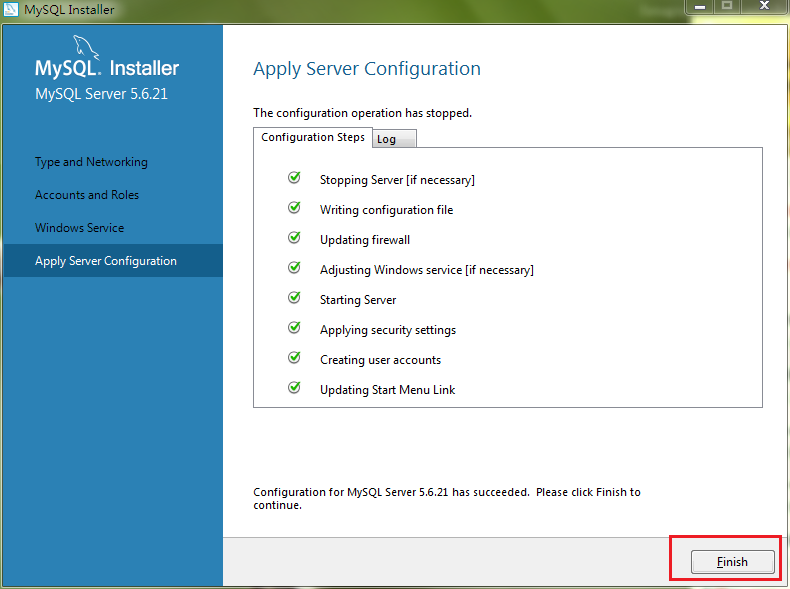 MySQL Installer
MySQL. Installer
MySQL Server 5.6.21
Type and Networking
Accounts and Roles
Windows Service
Apply Server Configuration
Apply Server Configuration
The configuration operation has stopped.
Configuration Steps
Log
Stopping Server [if necessary]
Writing configuration file
Updating firewall
Adjusting Windows service [if necessary]
Starting Server
Applying security settings
Creating user accounts
Updating Start Menu Link
Configuration for MySQL Server 5.6.21 has succeeded. Please click Finish to
continue.
Finish